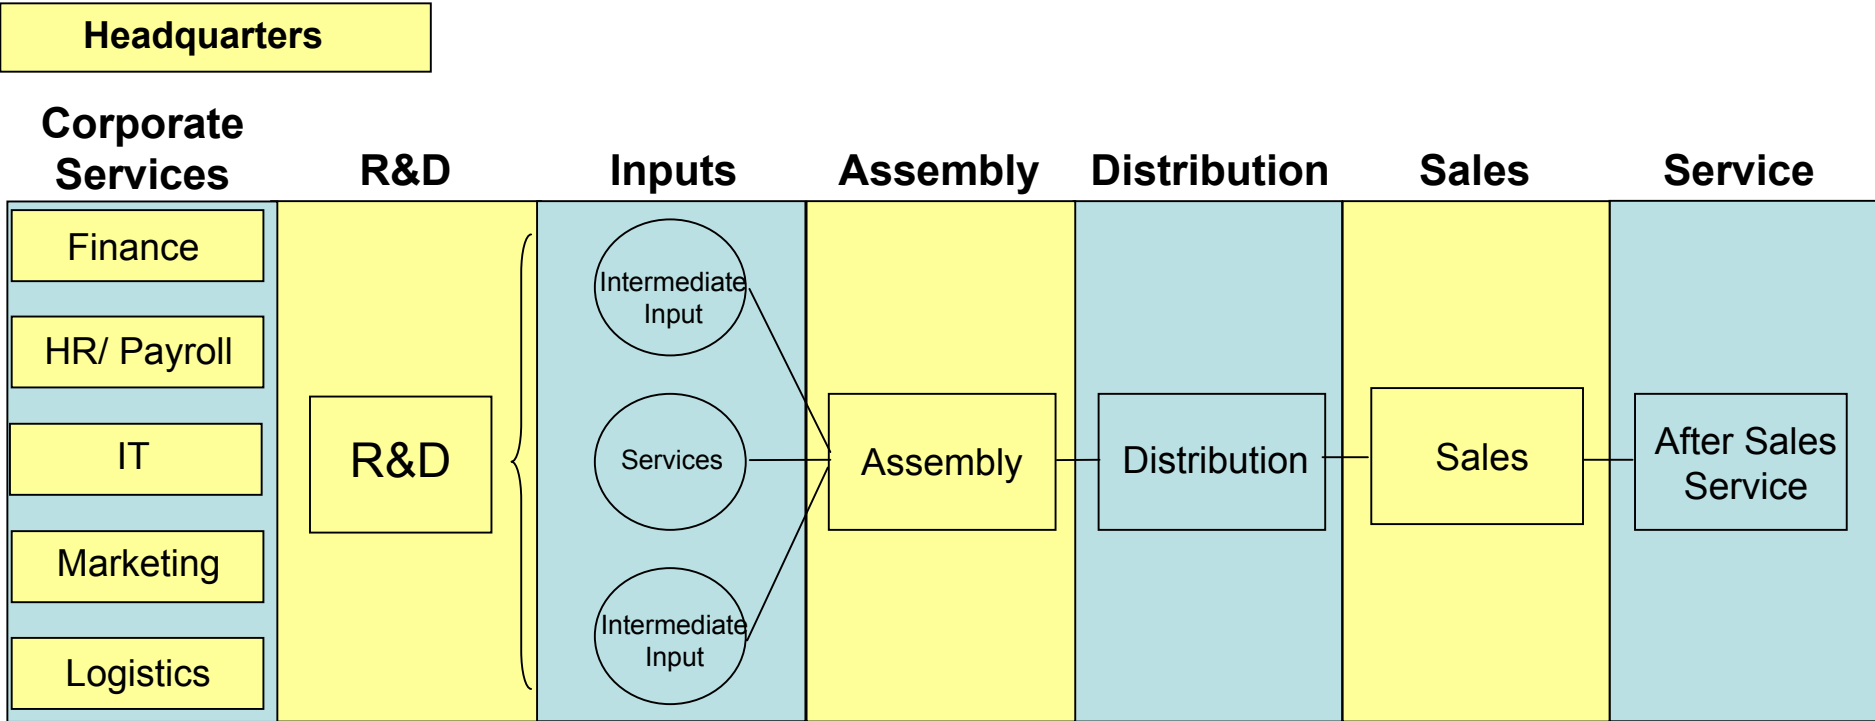 Headquarters
Corporate
Services
R&D
Inputs
Assembly
Distribution
Sales
Service
Finance
HR/ Payroll
IT
Marketing
Logistics
R&D
Intermediate
Input
Services
Intermediate
Input
Assembly
Distribution
Sales
After Sales
Service